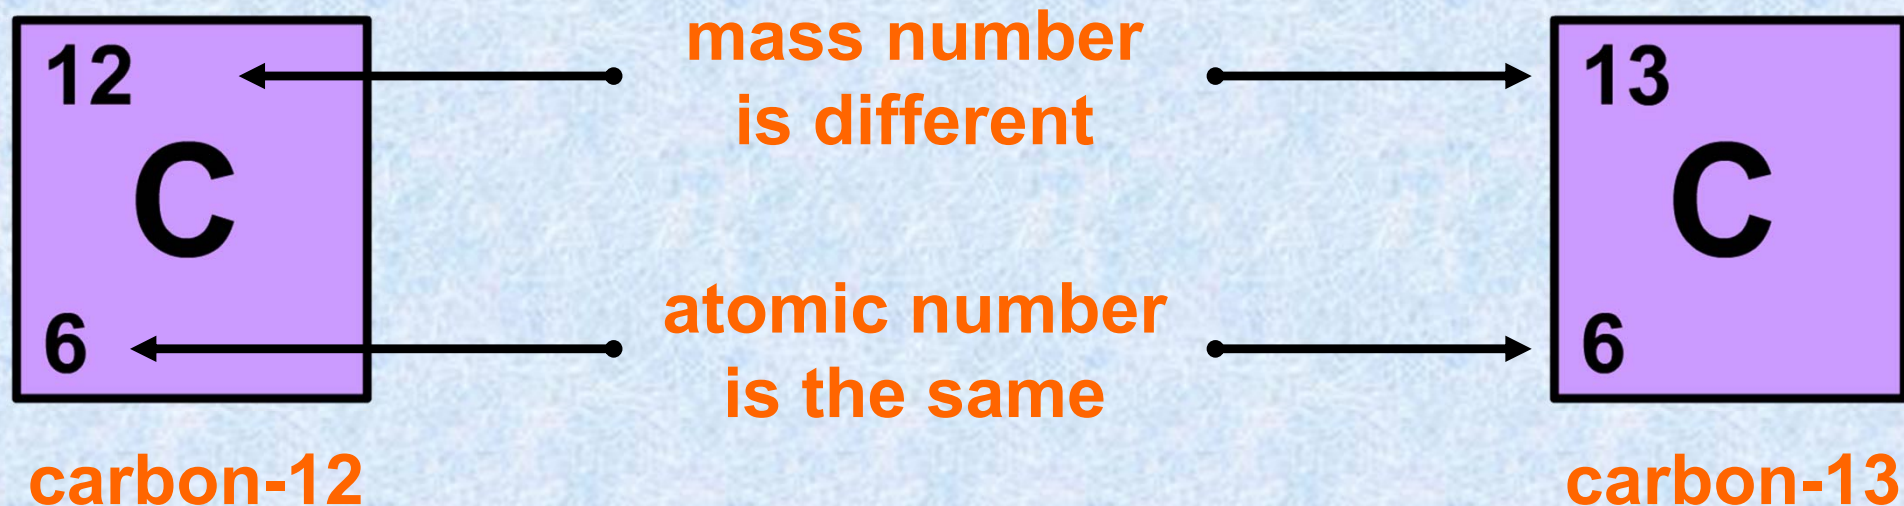 12
C
6
carbon-12
mass number
is different
atomic number
is the same
13
C
6
carbon-13